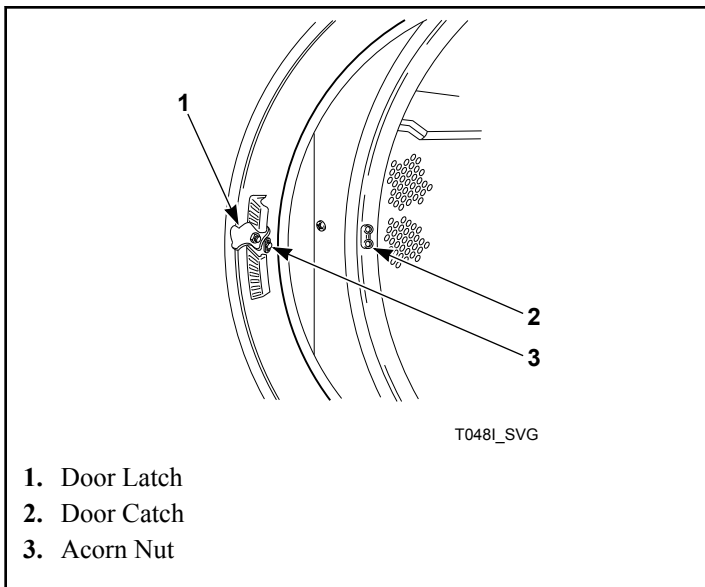 1
2
3
T048I_SVG
1. Door Latch
2. Door Catch
3. Acorn Nut